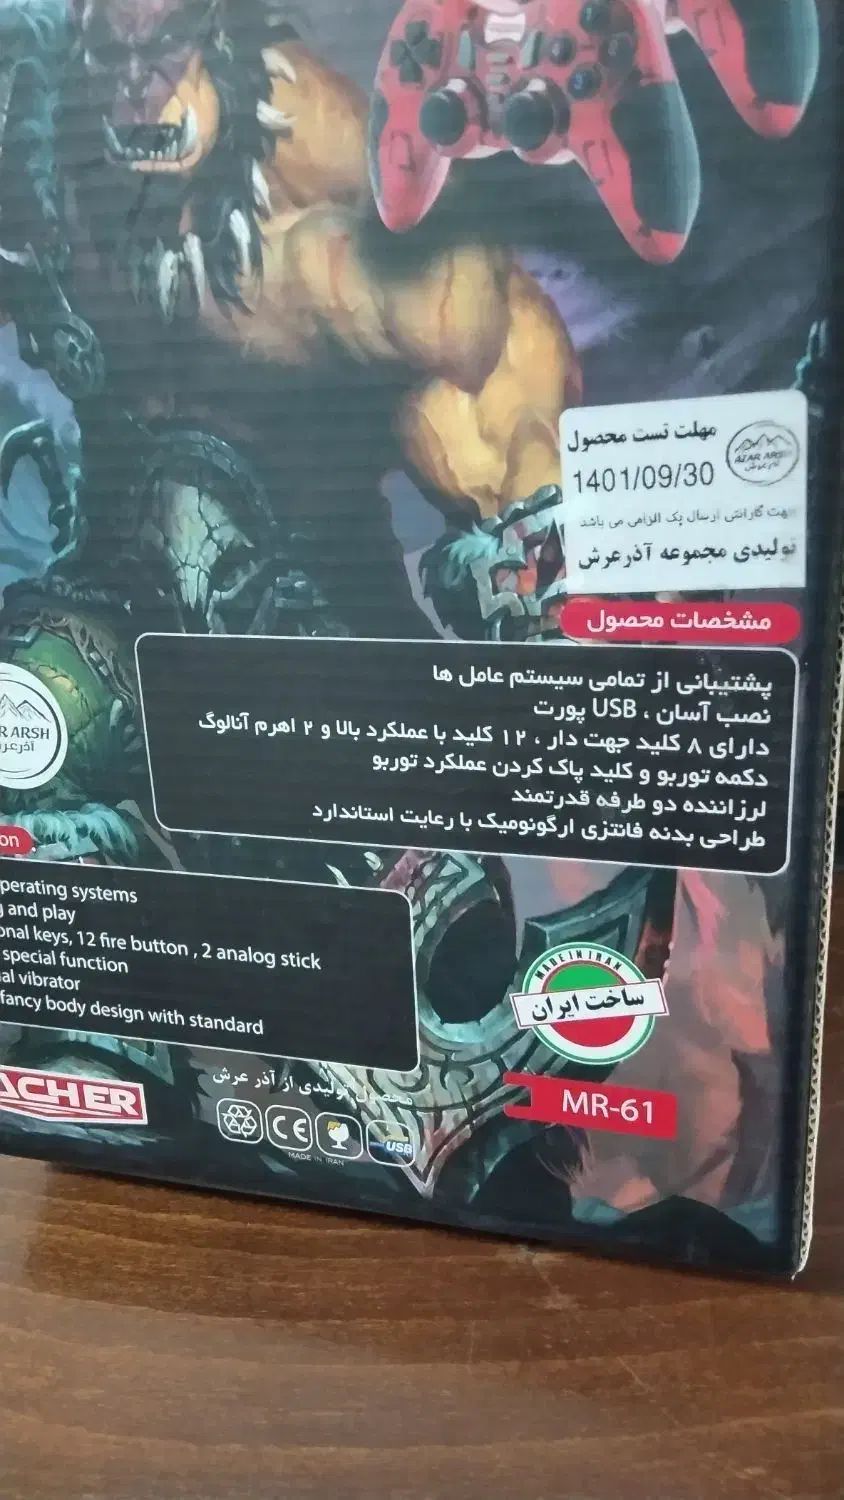 مهلت تست محصول
1401/09/30
AZAR ARSH
آذر عرش
جهت گارانتی ارسال پک الزامی می باشد
تولیدی مجموعه آذرعرش
مشخصات محصول
پشتیبانی از تمامی سیستم عامل ها
نصب آسان ، USB پورت
دارای ۸ کلید جهت دار ، ۱۲ کلید با عملکرد بالا و ۲ اهرم آنالوگ
دکمه توربو و کلید پاک کردن عملکرد توربو
لرزاننده دو طرفه قدرتمند
طراحی بدنه فانتزی ارگونومیک با رعایت استاندارد
R ARSH
آذرعر
on
perating systems
g and play
onal keys, 12 fire button , 2 analog stick
special function
al vibrator
fancy body design with standard
MADE IN IRAN
ساخت ایران
MR-61
ACHER
محصول تولیدی از آذر عرش
CE
USB
MADE IN IRAN